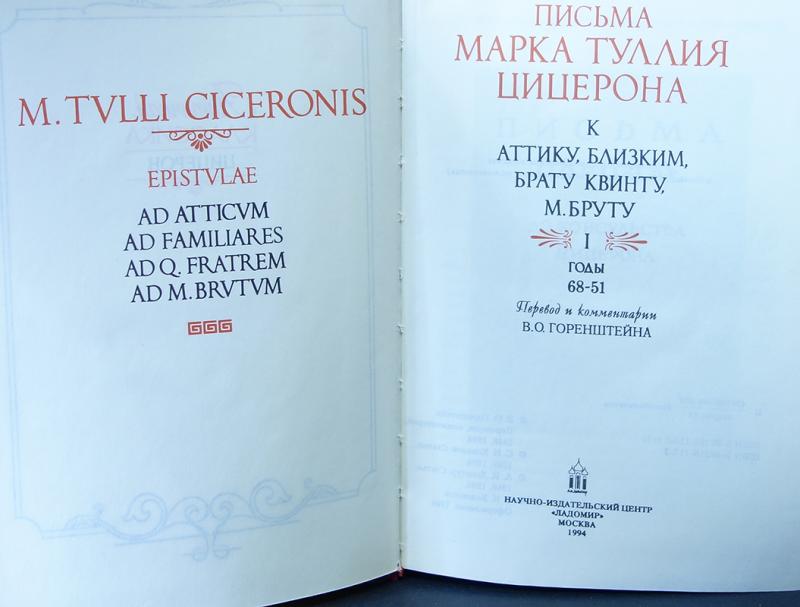 M. TVLLI CICERONIS
EPISTVLAE
AD ATTICVM
AD FAMILIARES
AD Q. FRATREM
AD M. BRVTVM
ПИСЬМА
МАРКА ТУЛЛИЯ
ЦИЦЕРОНА
К
АТТИКУ, БЛИЗКИМ,
БРАТУ КВИНТУ,
М.БРУТУ
I
ГОДЫ
68-51
Перевод и комментарии
В.О. ГОРЕНШТЕЙНА
НАУЧНО-ИЗДАТЕЛЬСКИЙ ЦЕНТР
«ЛАДОМИР»
МОСКВА
1994